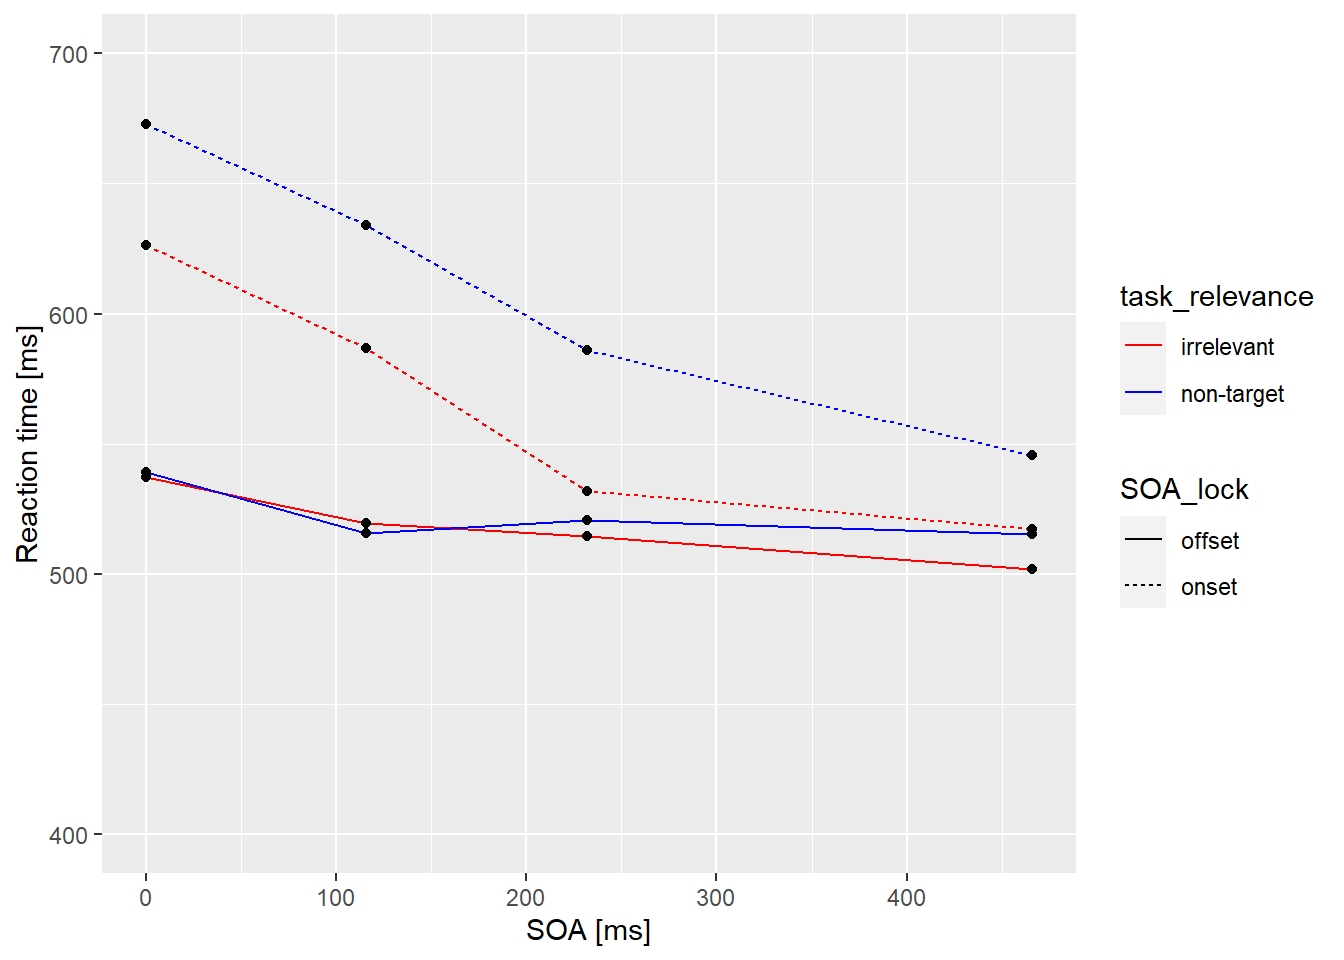 700
600
500
400
Reaction time [ms]
0 100 200 300 400
SOA [ms]
task_relevance
irrelevant
non-target
SOA_lock
offset
onset